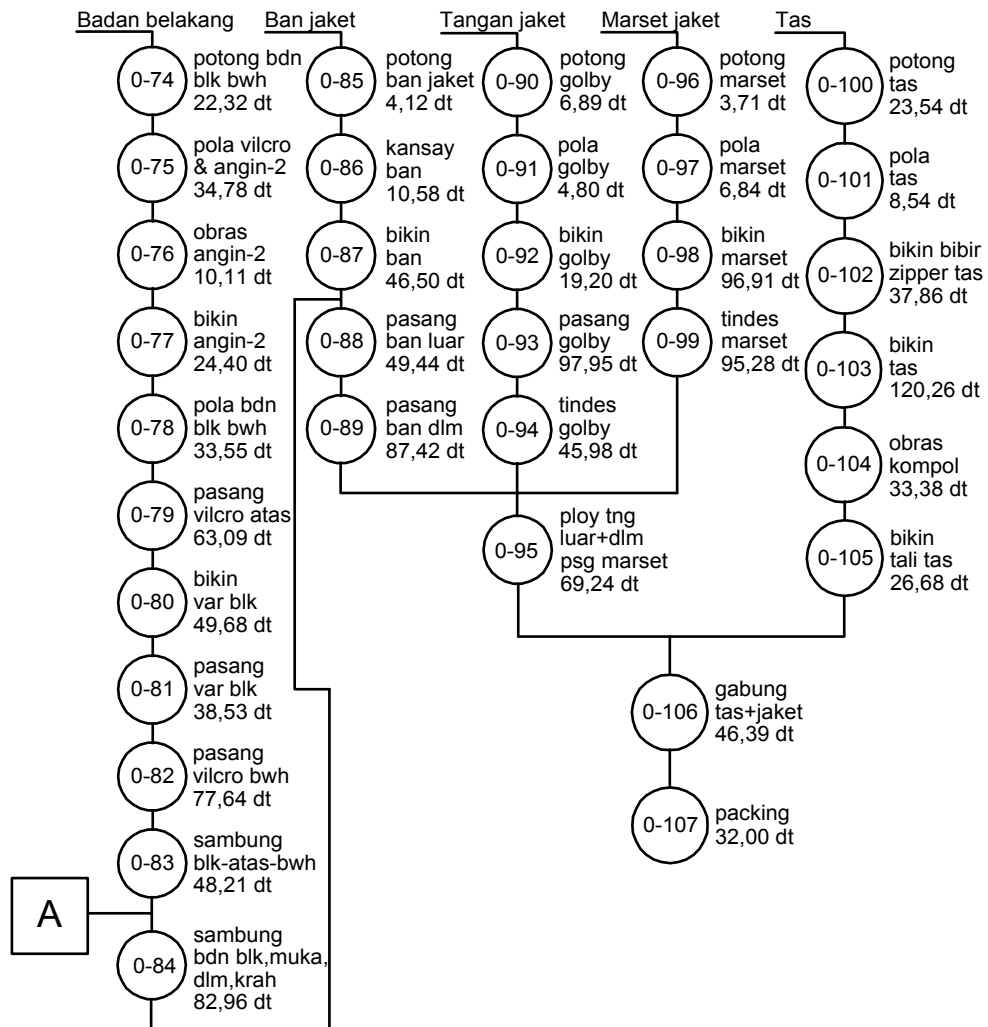 Badan belakang
0-74
potong bdn
blk bwh
22,32 dt
0-75
pola vilcro
& angin-2
34,78 dt
0-76
obras
angin-2
10,11 dt
0-77
bikin
angin-2
24,40 dt
0-78
pola bdn
blk bwh
33,55 dt
0-79
pasang
vilcro atas
63,09 dt
0-80
bikin
var blk
49,68 dt
0-81
pasang
var blk
38,53 dt
0-82
pasang
vilcro bwh
77,64 dt
0-83
sambung
blk-atas-bwh
48,21 dt
A
0-84
sambung
bdn blk,muka,
dlm,krah
82,96 dt
Ban jaket
0-85
potong
ban jaket
4,12 dt
0-86
kansay
ban
10,58 dt
0-87
bikin
ban
46,50 dt
0-88
pasang
ban luar
49,44 dt
0-89
pasang
ban dlm
87,42 dt
Tangan jaket
0-90
potong
golby
6,89 dt
0-91
pola
golby
4,80 dt
0-92
bikin
golby
19,20 dt
0-93
pasang
golby
97,95 dt
0-94
tindes
golby
45,98 dt
0-95
ploy tng
luar+dlm
psg marset
69,24 dt
Marset jaket
0-96
potong
marset
3,71 dt
0-97
pola
marset
6,84 dt
0-98
bikin
marset
96,91 dt
0-99
tindes
marset
95,28 dt
Tas
0-100
potong
tas
23,54 dt
0-101
pola
tas
8,54 dt
0-102
bikin bibir
zipper tas
37,86 dt
0-103
bikin
tas
120,26 dt
0-104
obras
kompol
33,38 dt
0-105
bikin
tali tas
26,68 dt
0-106
gabung
tas+jaket
46,39 dt
0-107
packing
32,00 dt